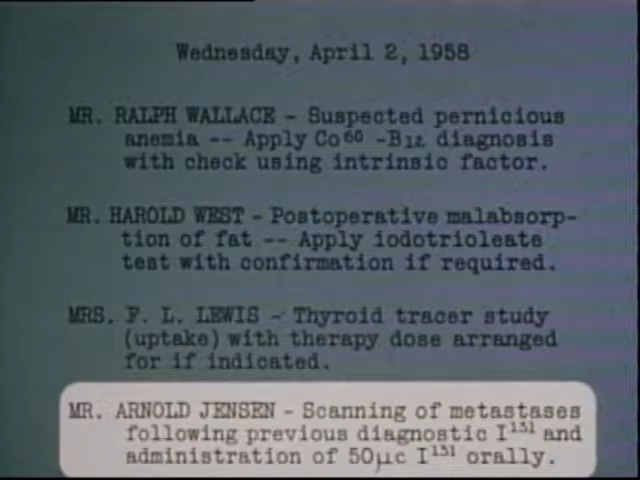 Wednesday, April 2, 1958
MR. RALPH WALLACE - Suspected pernicious
anemia -- Apply Co⁶⁰ -B₁₂ diagnosis
with check using intrinsic factor.
MR. HAROLD WEST - Postoperative malabsorp-
tion of fat -- Apply iodotrioleate
test with confirmation if required.
MRS. F. L. LEWIS - Thyroid tracer study
(uptake) with therapy dose arranged
for if indicated.
MR. ARNOLD JENSEN - Scanning of metastases
following previous diagnostic I¹³¹ and
administration of 50μc I¹³¹ orally.